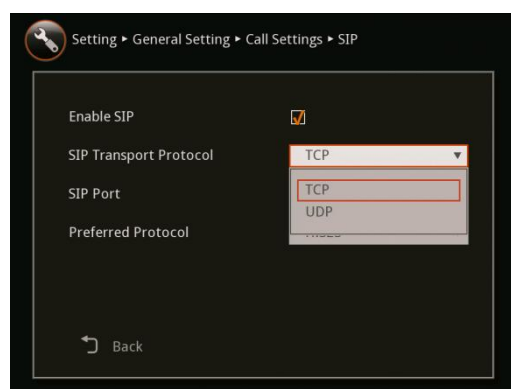 Setting ▸ General Setting ▸ Call Settings ▸ SIP
Enable SIP
SIP Transport Protocol TCP
SIP Port TCP
UDP
Preferred Protocol
Back